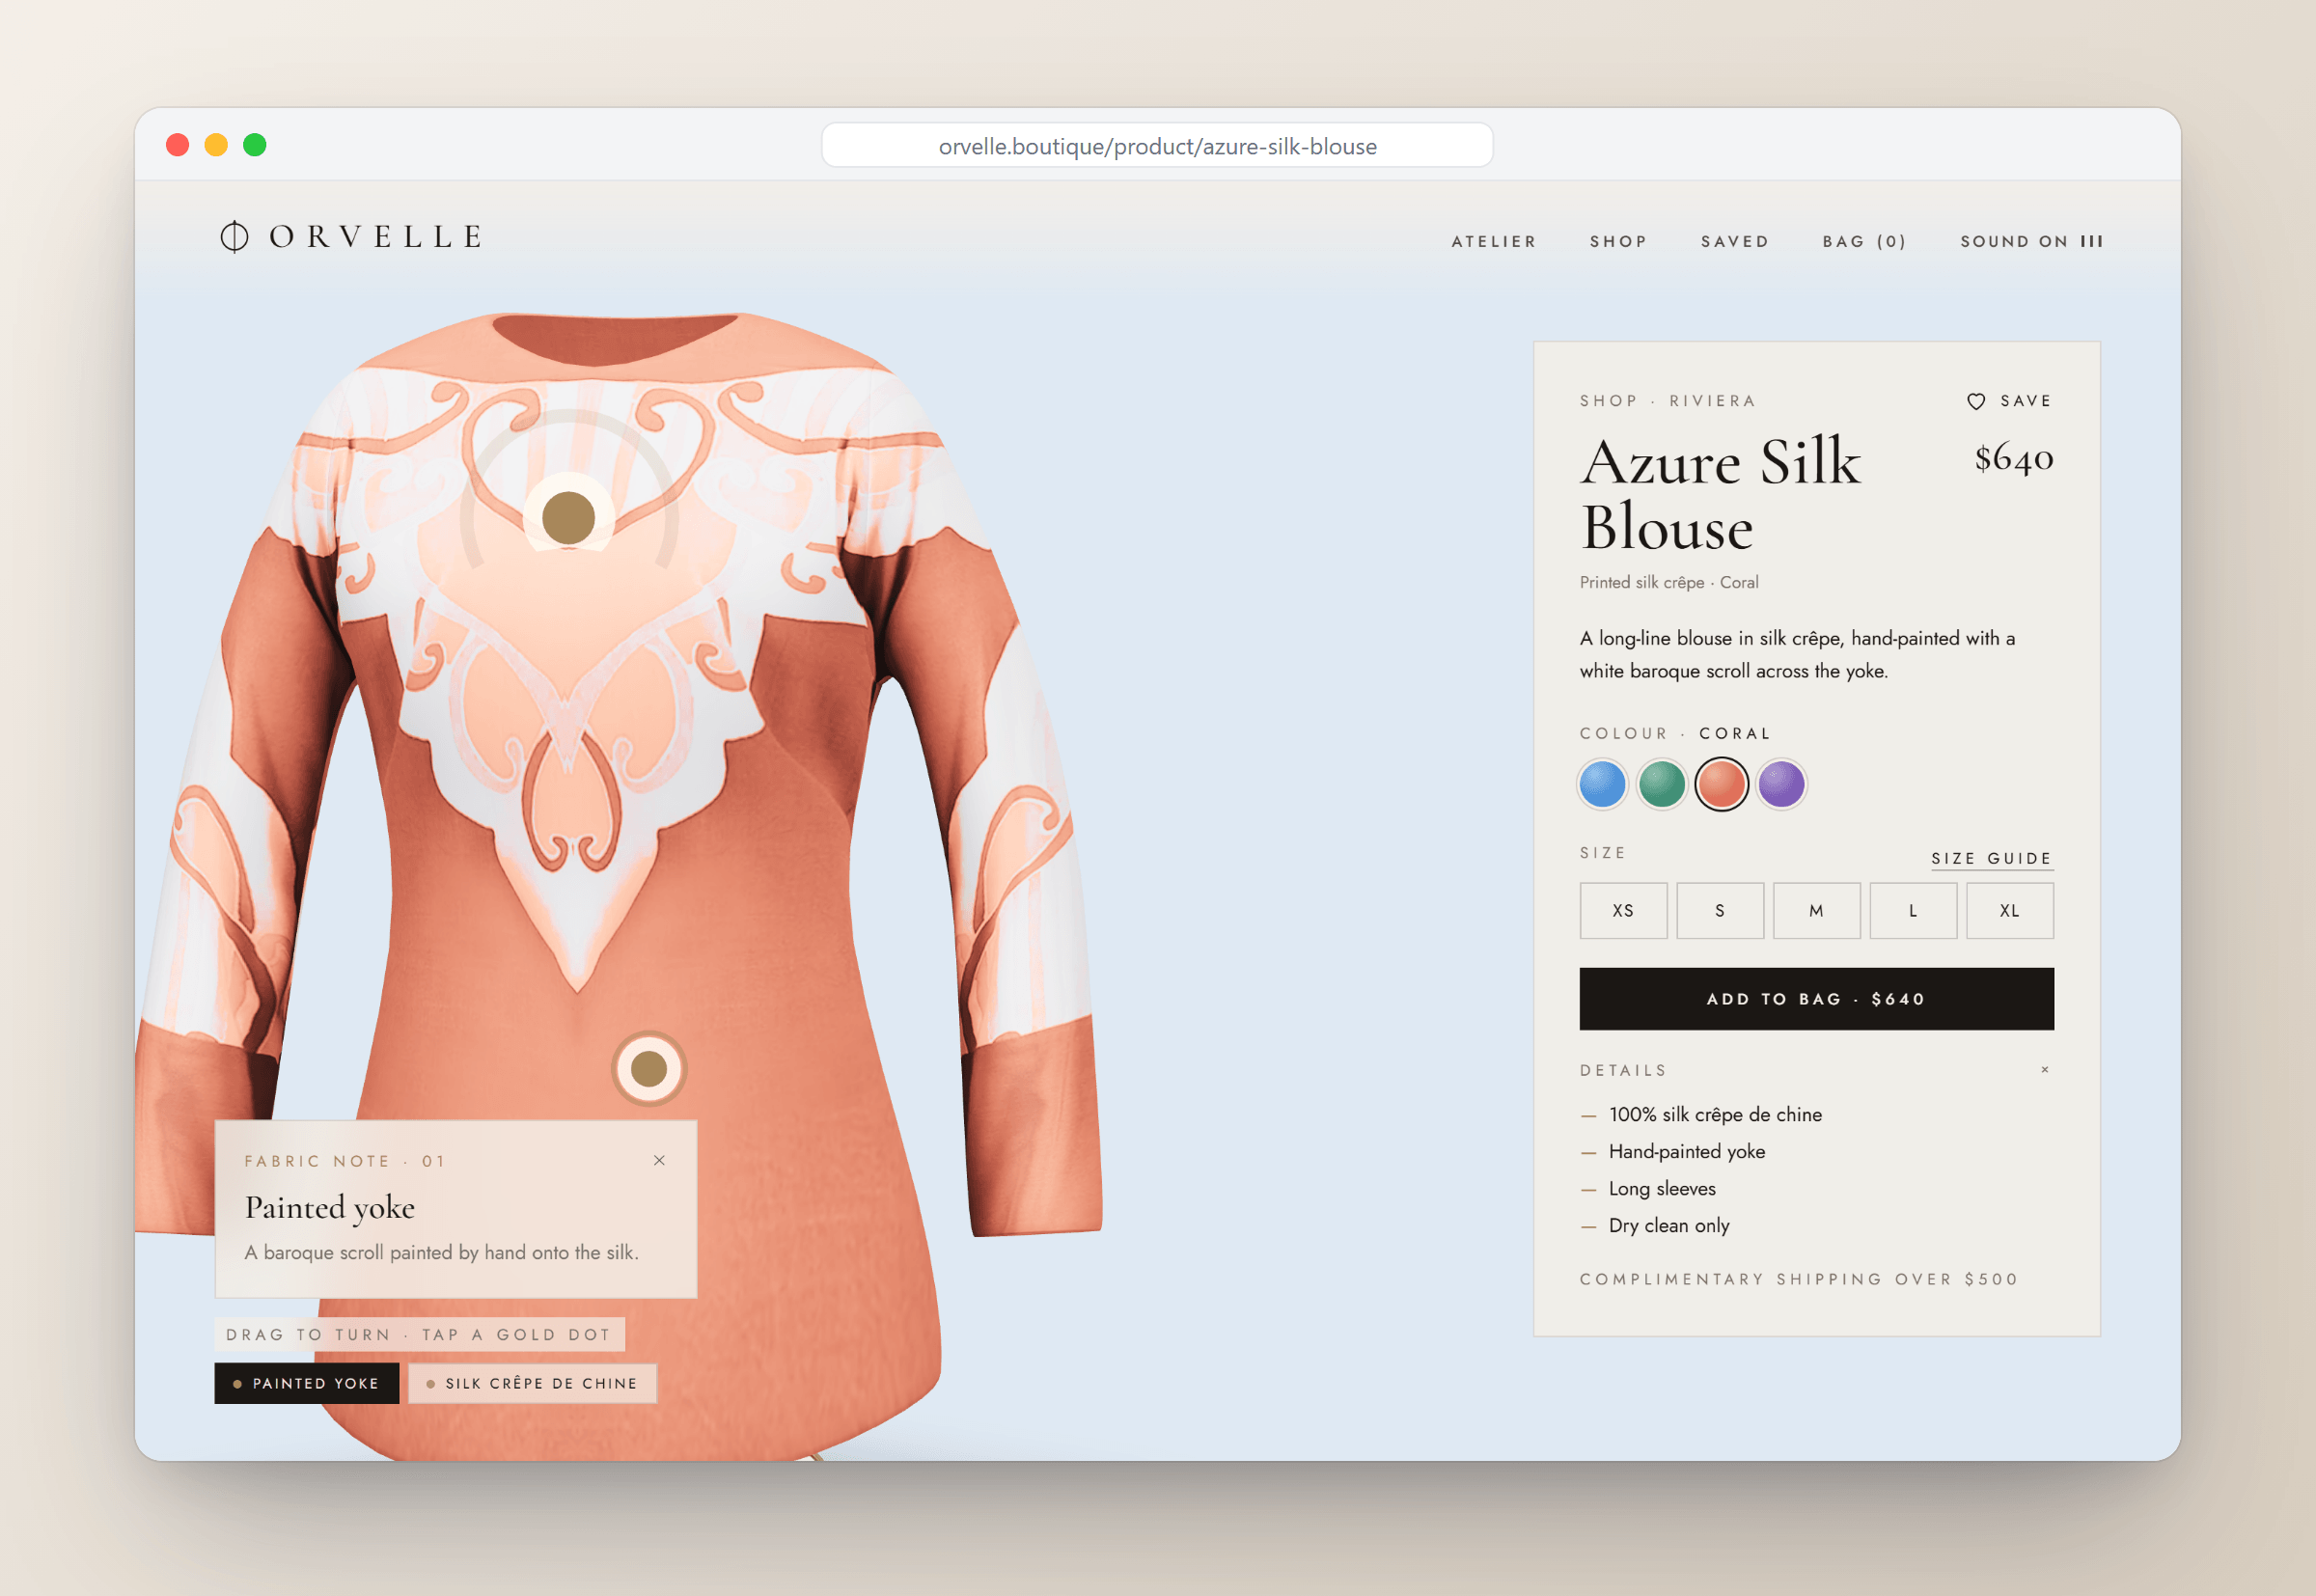 orvelle.boutique/product/azure-silk-blouse
ORVELLE
ATELIER SHOP SAVED BAG (0) SOUND ON
SHOP · RIVIERA
SAVE
Azure Silk
Blouse
$640
Printed silk crêpe · Coral
A long-line blouse in silk crêpe, hand-painted with a
white baroque scroll across the yoke.
COLOUR · CORAL
SIZE
SIZE GUIDE
XS S M L XL
ADD TO BAG · $640
DETAILS ×
— 100% silk crêpe de chine
— Hand-painted yoke
— Long sleeves
— Dry clean only
COMPLIMENTARY SHIPPING OVER $500
FABRIC NOTE · 01 ×
Painted yoke
A baroque scroll painted by hand onto the silk.
DRAG TO TURN · TAP A GOLD DOT
PAINTED YOKE
SILK CRÊPE DE CHINE